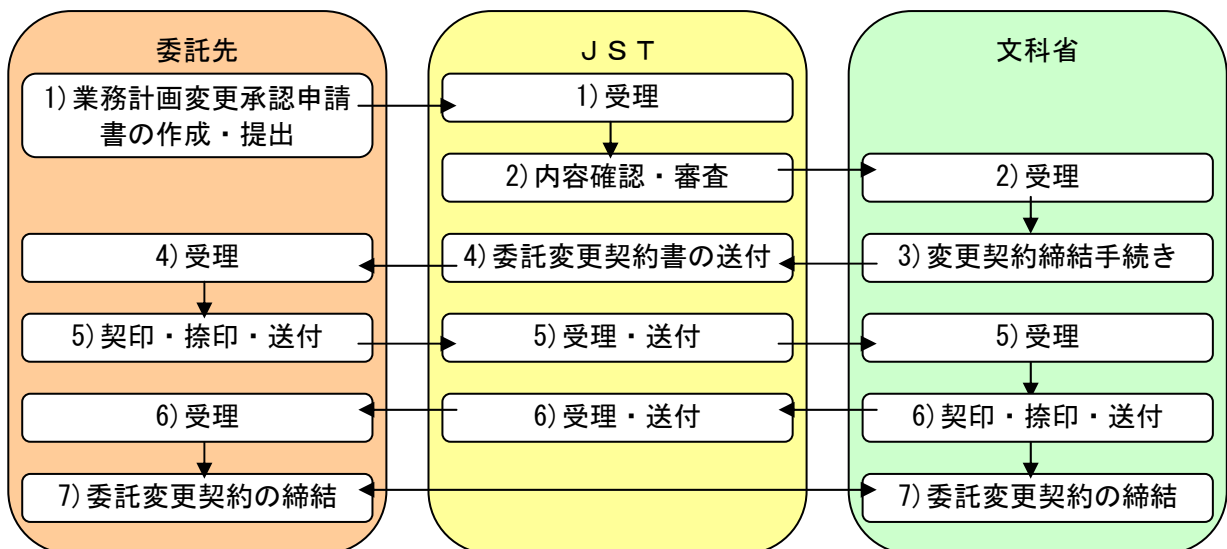 委託先
JST
文科省
1)業務計画変更承認申請
書の作成・提出
1)受理
2)内容確認・審査
2)受理
4)受理
4)委託変更契約書の送付
3)変更契約締結手続き
5)契印・捺印・送付
5)受理・送付
5)受理
6)受理
6)受理・送付
6)契印・捺印・送付
7)委託変更契約の締結
7)委託変更契約の締結